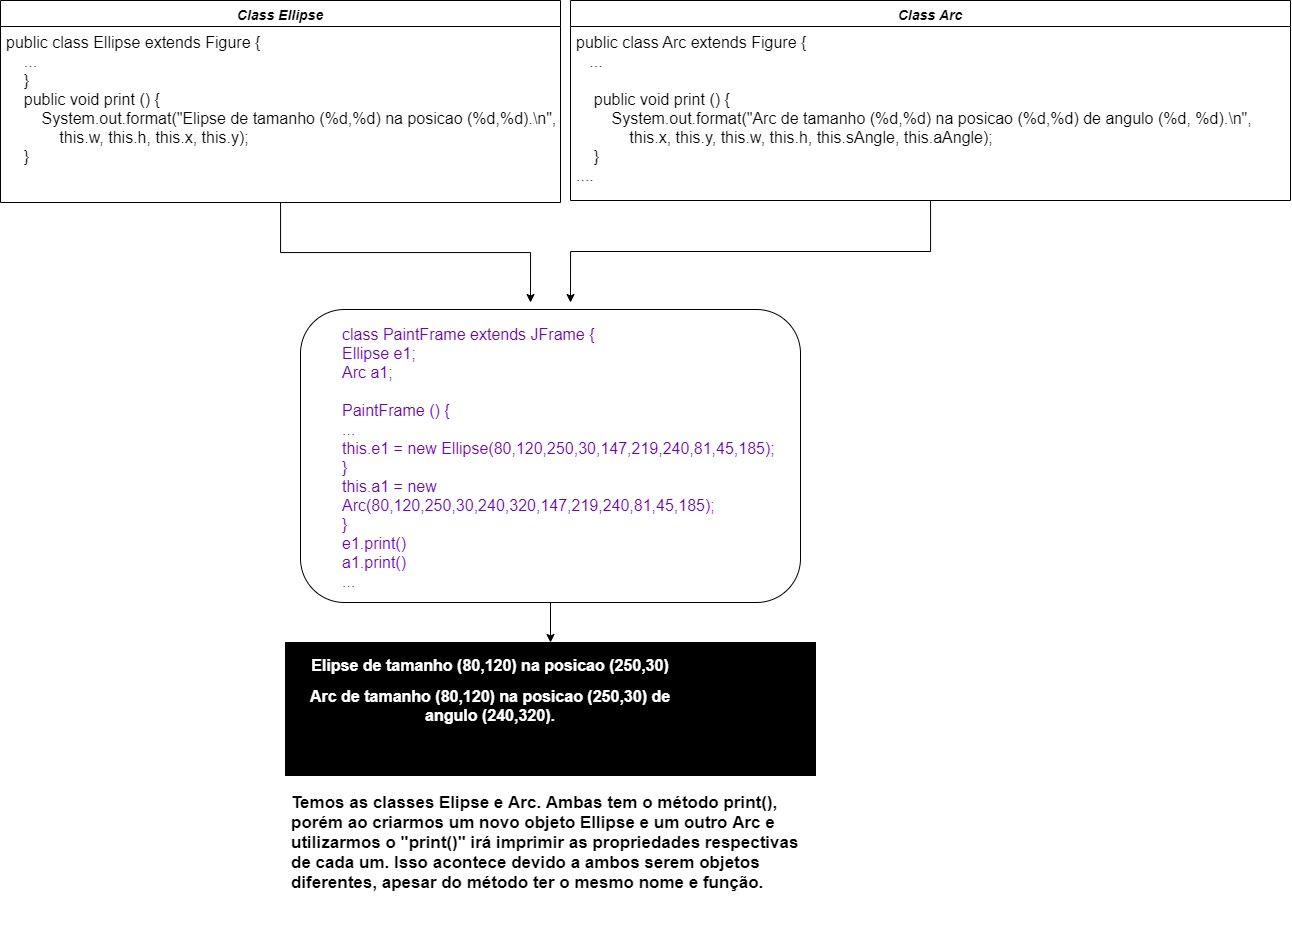 Class Ellipse
public class Ellipse extends Figure {
...
}
public void print () {
System.out.format("Elipse de tamanho (%d,%d) na posicao (%d,%d).\n",
this.w, this.h, this.x, this.y);
}
Class Arc
public class Arc extends Figure {
...
public void print () {
System.out.format("Arc de tamanho (%d,%d) na posicao (%d,%d) de angulo (%d, %d).\n",
this.x, this.y, this.w, this.h, this.sAngle, this.aAngle);
}
....
class PaintFrame extends JFrame {
Ellipse e1;
Arc a1;
PaintFrame () {
...
this.e1 = new Ellipse(80,120,250,30,147,219,240,81,45,185);
}
this.a1 = new
Arc(80,120,250,30,240,320,147,219,240,81,45,185);
}
e1.print()
a1.print()
...
Elipse de tamanho (80,120) na posicao (250,30)
Arc de tamanho (80,120) na posicao (250,30) de
angulo (240,320).
Temos as classes Elipse e Arc. Ambas tem o método print(),
porém ao criarmos um novo objeto Ellipse e um outro Arc e
utilizarmos o "print()" irá imprimir as propriedades respectivas
de cada um. Isso acontece devido a ambos serem objetos
diferentes, apesar do método ter o mesmo nome e função.